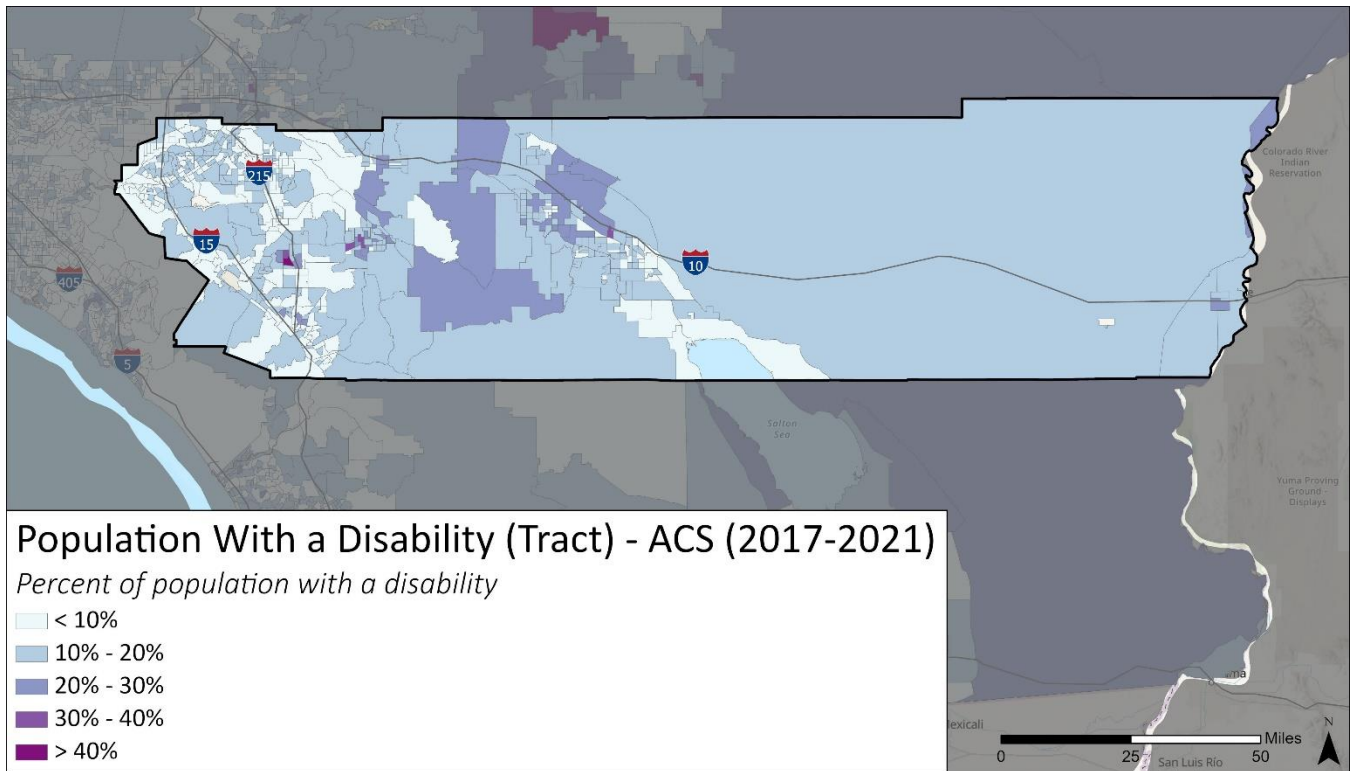 Colorado River
Indian
Reservation
215
15
10
405
5
Salton
Sea
Yuma Proving
Ground -
Displays
Population With a Disability (Tract) - ACS (2017-2021)
Percent of population with a disability
< 10%
10% - 20%
20% - 30%
30% - 40%
> 40%
ma
exicali
San Luis Río
0
25
50
Miles
N